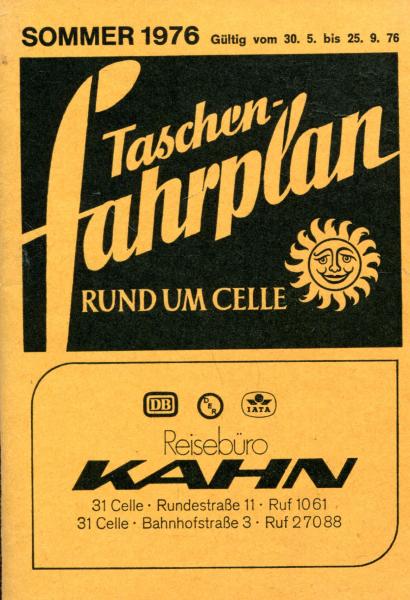 SOMMER 1976 Gültig vom 30. 5. bis 25. 9. 76
Taschen-
fahrplan
RUND UM CELLE
DB DER IATA
Reisebüro
KAHN
31 Celle · Rundestraße 11 · Ruf 1061
31 Celle · Bahnhofstraße 3 · Ruf 27088